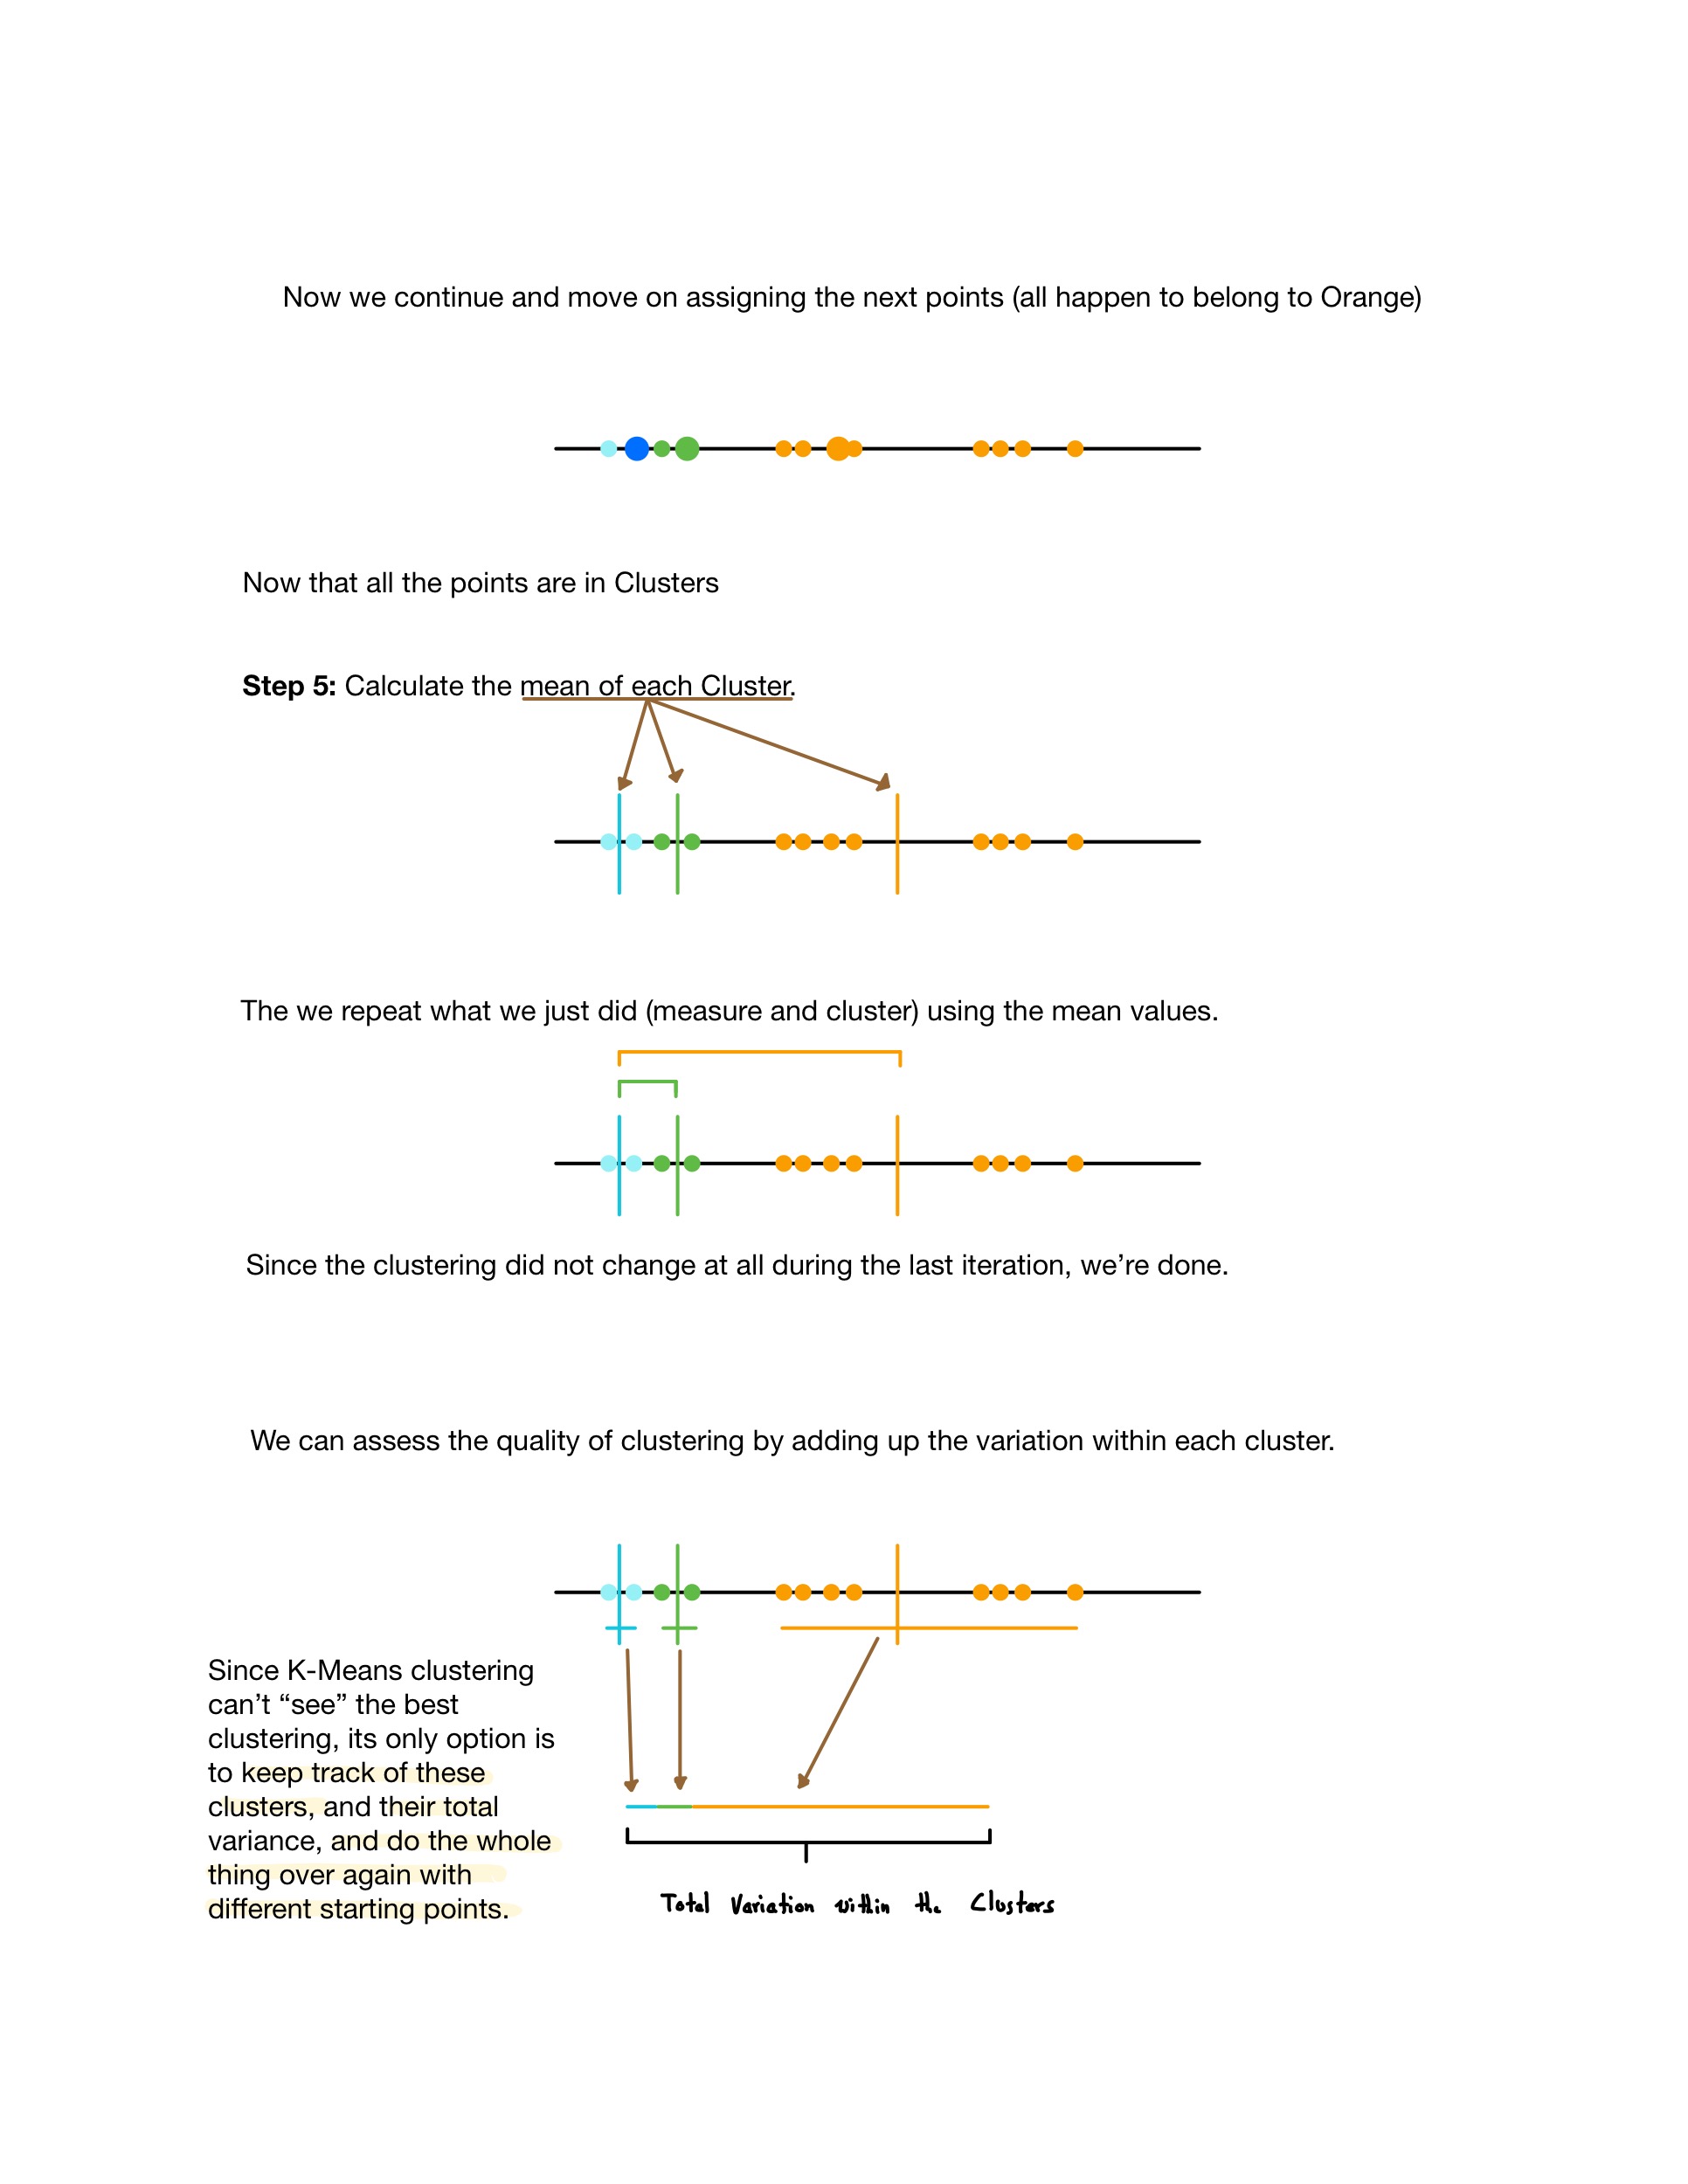 Now we continue and move on assigning the next points (all happen to belong to Orange)
Now that all the points are in Clusters
Step 5: Calculate the mean of each Cluster.
The we repeat what we just did (measure and cluster) using the mean values.
Since the clustering did not change at all during the last iteration, we’re done.
We can assess the quality of clustering by adding up the variation within each cluster.
Since K-Means clustering
can’t “see” the best
clustering, its only option is
to keep track of these
clusters, and their total
variance, and do the whole
thing over again with
different starting points.
Total Variation within the Clusters